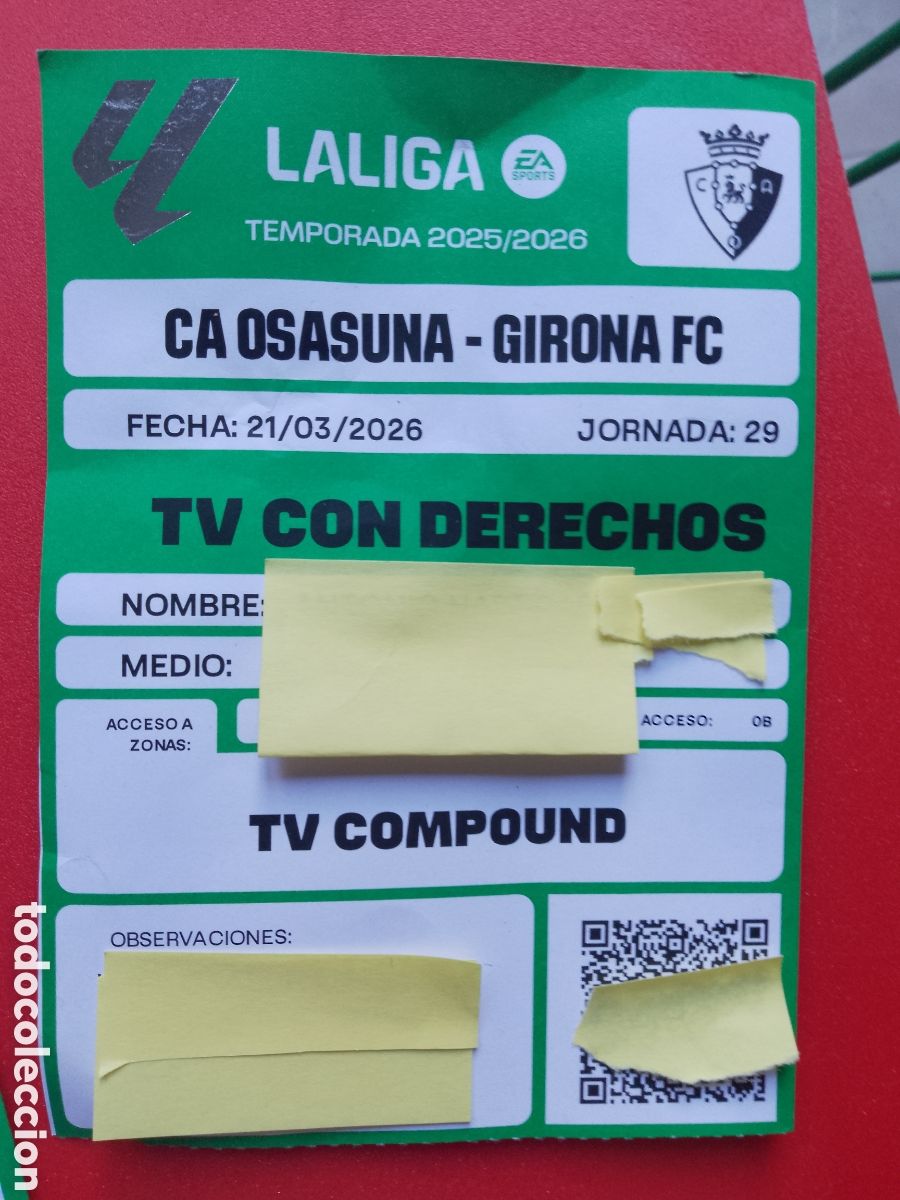 LALIGA EA SPORTS
TEMPORADA 2025/2026
C A
O
CA OSASUNA - GIRONA FC
FECHA: 21/03/2026 JORNADA: 29
TV CON DERECHOS
NOMBRE:
MEDIO:
ACCESO A
ZONAS:
ACCESO: 0B
TV COMPOUND
OBSERVACIONES:
todocoleccion